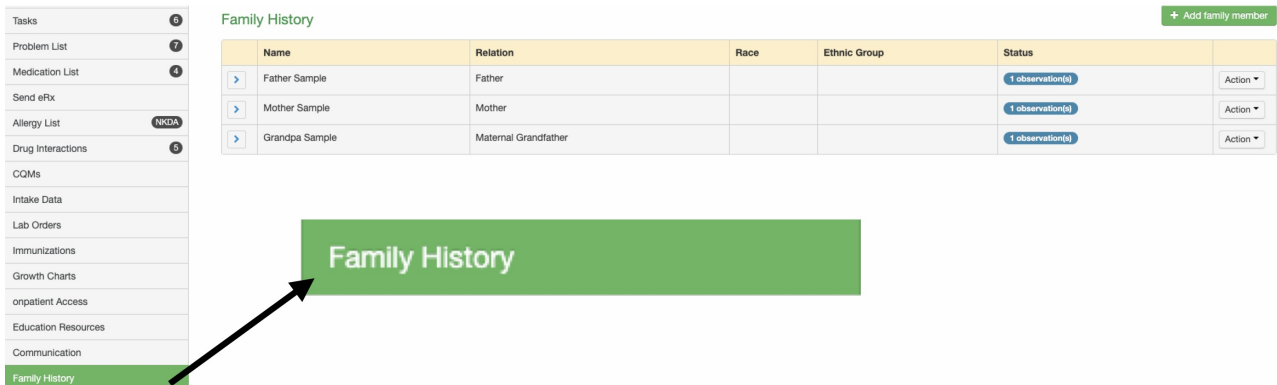 Tasks 6
Problem List 7
Medication List 4
Send eRx
Allergy List NKDA
Drug Interactions 5
CQMs
Intake Data
Lab Orders
Immunizations
Growth Charts
onpatient Access
Education Resources
Communication
Family History
Family History
+ Add family member
Name Relation Race Ethnic Group Status
Father Sample Father 1 observation(s) Action
Mother Sample Mother 1 observation(s) Action
Grandpa Sample Maternal Grandfather 1 observation(s) Action
Family History